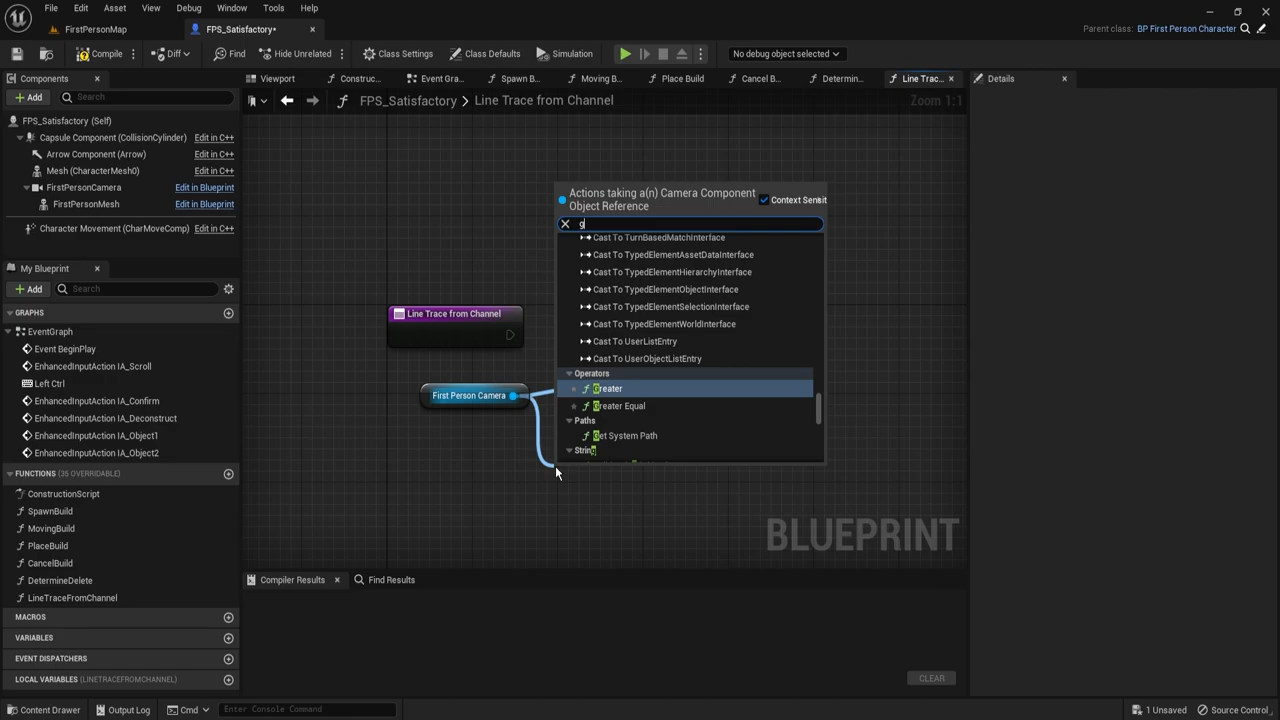 File Edit Asset View Debug Window Tools Help
FirstPersonMap
FPS_Satisfactory*
Parent class: BP First Person Character
Compile Diff Find Hide Unrelated Class Settings Class Defaults Simulation No debug object selected
Components
Viewport Construc... Event Gra... Spawn B... Moving B... Place Build Cancel B... Determin... Line Trac...
Details
Add Search
FPS_Satisfactory > Line Trace from Channel
Zoom 1:1
FPS_Satisfactory (Self)
Capsule Component (CollisionCylinder) Edit in C++
Arrow Component (Arrow) Edit in C++
Mesh (CharacterMesh0) Edit in C++
FirstPersonCamera Edit in Blueprint
FirstPersonMesh Edit in Blueprint
Character Movement (CharMoveComp) Edit in C++
My Blueprint
Add Search
GRAPHS
EventGraph
Event BeginPlay
EnhancedInputAction IA_Scroll
Left Ctrl
EnhancedInputAction IA_Confirm
EnhancedInputAction IA_Deconstruct
EnhancedInputAction IA_Object1
EnhancedInputAction IA_Object2
FUNCTIONS (35 OVERRIDABLE)
ConstructionScript
SpawnBuild
MovingBuild
PlaceBuild
CancelBuild
DetermineDelete
LineTraceFromChannel
MACROS
VARIABLES
EVENT DISPATCHERS
LOCAL VARIABLES (LINETRACEFROMCHANNEL)
Line Trace from Channel
First Person Camera
Actions taking a(n) Camera Component
Object Reference
Context Sensit
g
Cast To TurnBasedMatchInterface
Cast To TypedElementAssetDataInterface
Cast To TypedElementHierarchyInterface
Cast To TypedElementObjectInterface
Cast To TypedElementSelectionInterface
Cast To TypedElementWorldInterface
Cast To UserListEntry
Cast To UserObjectListEntry
Operators
Greater
Greater Equal
Paths
Get System Path
String
BLUEPRINT
Compiler Results
Find Results
CLEAR
Content Drawer Output Log Cmd Enter Console Command 1 Unsaved Source Control